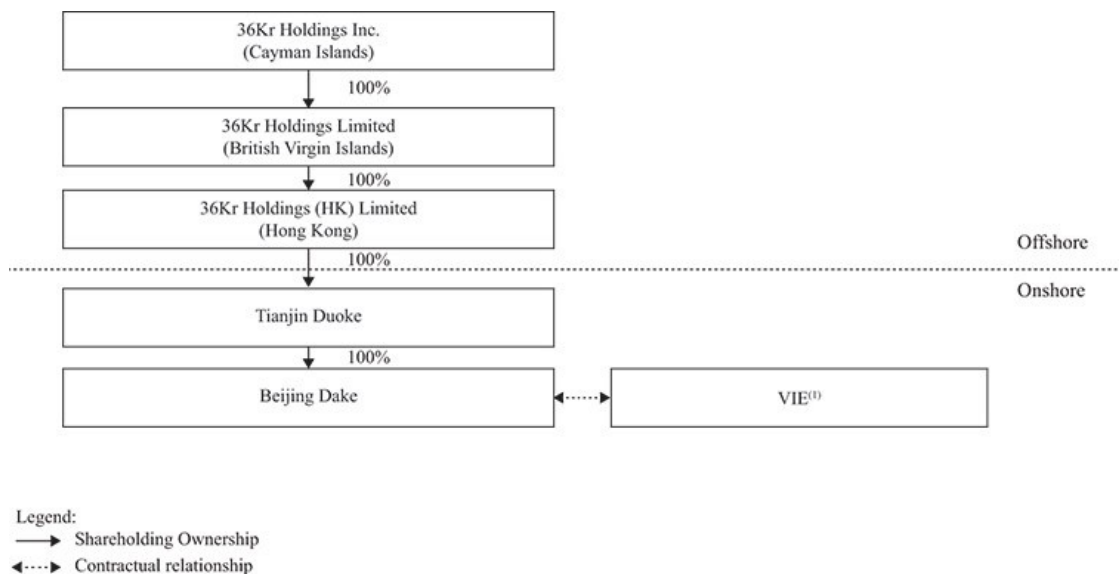 36Kr Holdings Inc.
(Cayman Islands)
100%
36Kr Holdings Limited
(British Virgin Islands)
100%
36Kr Holdings (HK) Limited
(Hong Kong)
Offshore
100%
Onshore
Tianjin Duoke
100%
Beijing Dake
VIE(1)
Legend:
Shareholding Ownership
Contractual relationship